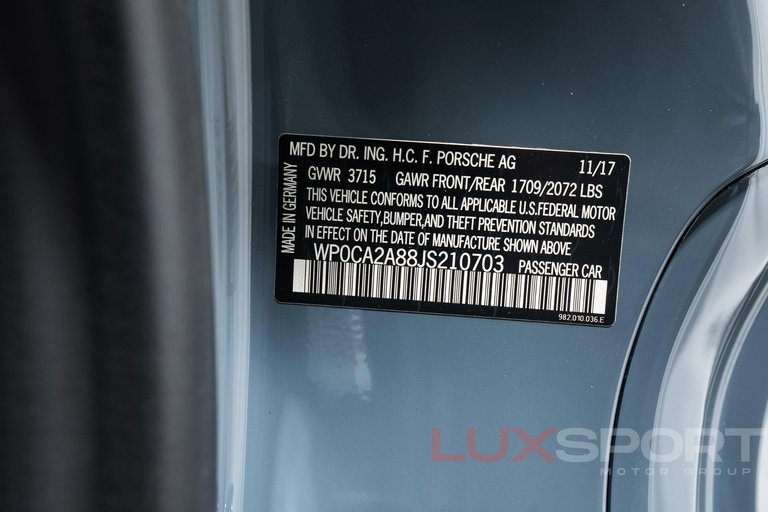 MFD BY DR. ING. H.C. F. PORSCHE AG 11/17
GVWR 3715 GAWR FRONT/REAR 1709/2072 LBS
THIS VEHICLE CONFORMS TO ALL APPLICABLE U.S.FEDERAL MOTOR
VEHICLE SAFETY,BUMPER,AND THEFT PREVENTION STANDARDS
IN EFFECT ON THE DATE OF MANUFACTURE SHOWN ABOVE
WP0CA2A88JS210703 PASSENGER CAR
MADE IN GERMANY
982.010.036.E
LUXSPORT
MOTOR GROUP